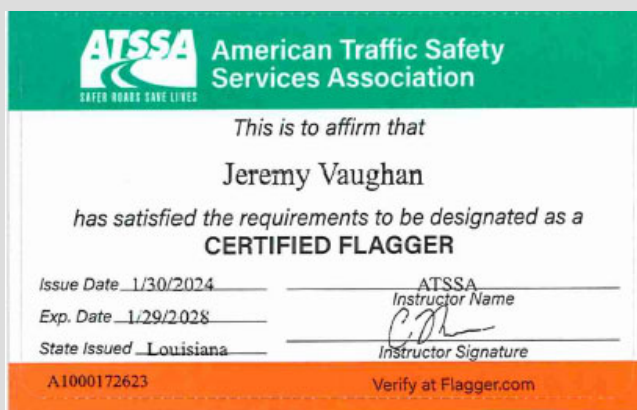 ATSSA
SAFER ROADS SAVE LIVES
American Traffic Safety
Services Association
This is to affirm that
Jeremy Vaughan
has satisfied the requirements to be designated as a
CERTIFIED FLAGGER
Issue Date 1/30/2024
ATSSA
Instructor Name
Exp. Date 1/29/2028
State Issued Louisiana
Instructor Signature
A1000172623
Verify at Flagger.com